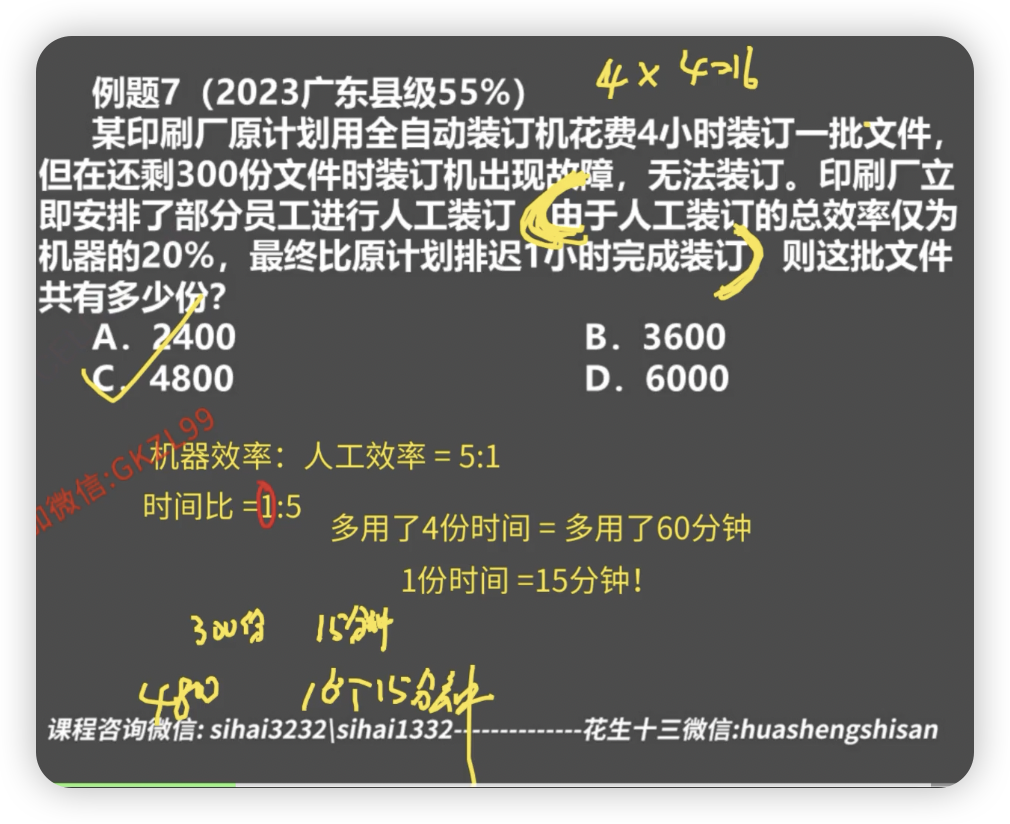 4 × 4=16
例题7（2023广东县级55%）
某印刷厂原计划用全自动装订机花费4小时装订一批文件，
但在还剩300份文件时装订机出现故障，无法装订。印刷厂立
即安排了部分员工进行人工装订，由于人工装订的总效率仅为
机器的20%，最终比原计划排迟1小时完成装订，则这批文件
共有多少份？
A．2400
B．3600
C．4800
D．6000
加微信:GKZL99
机器效率：人工效率 = 5:1
时间比 =1:5
多用了4份时间 = 多用了60分钟
1份时间 =15分钟！
300份 15分钟
4800 16个15分钟
课程咨询微信: sihai3232\sihai1332--------------花生十三微信:huashengshisan